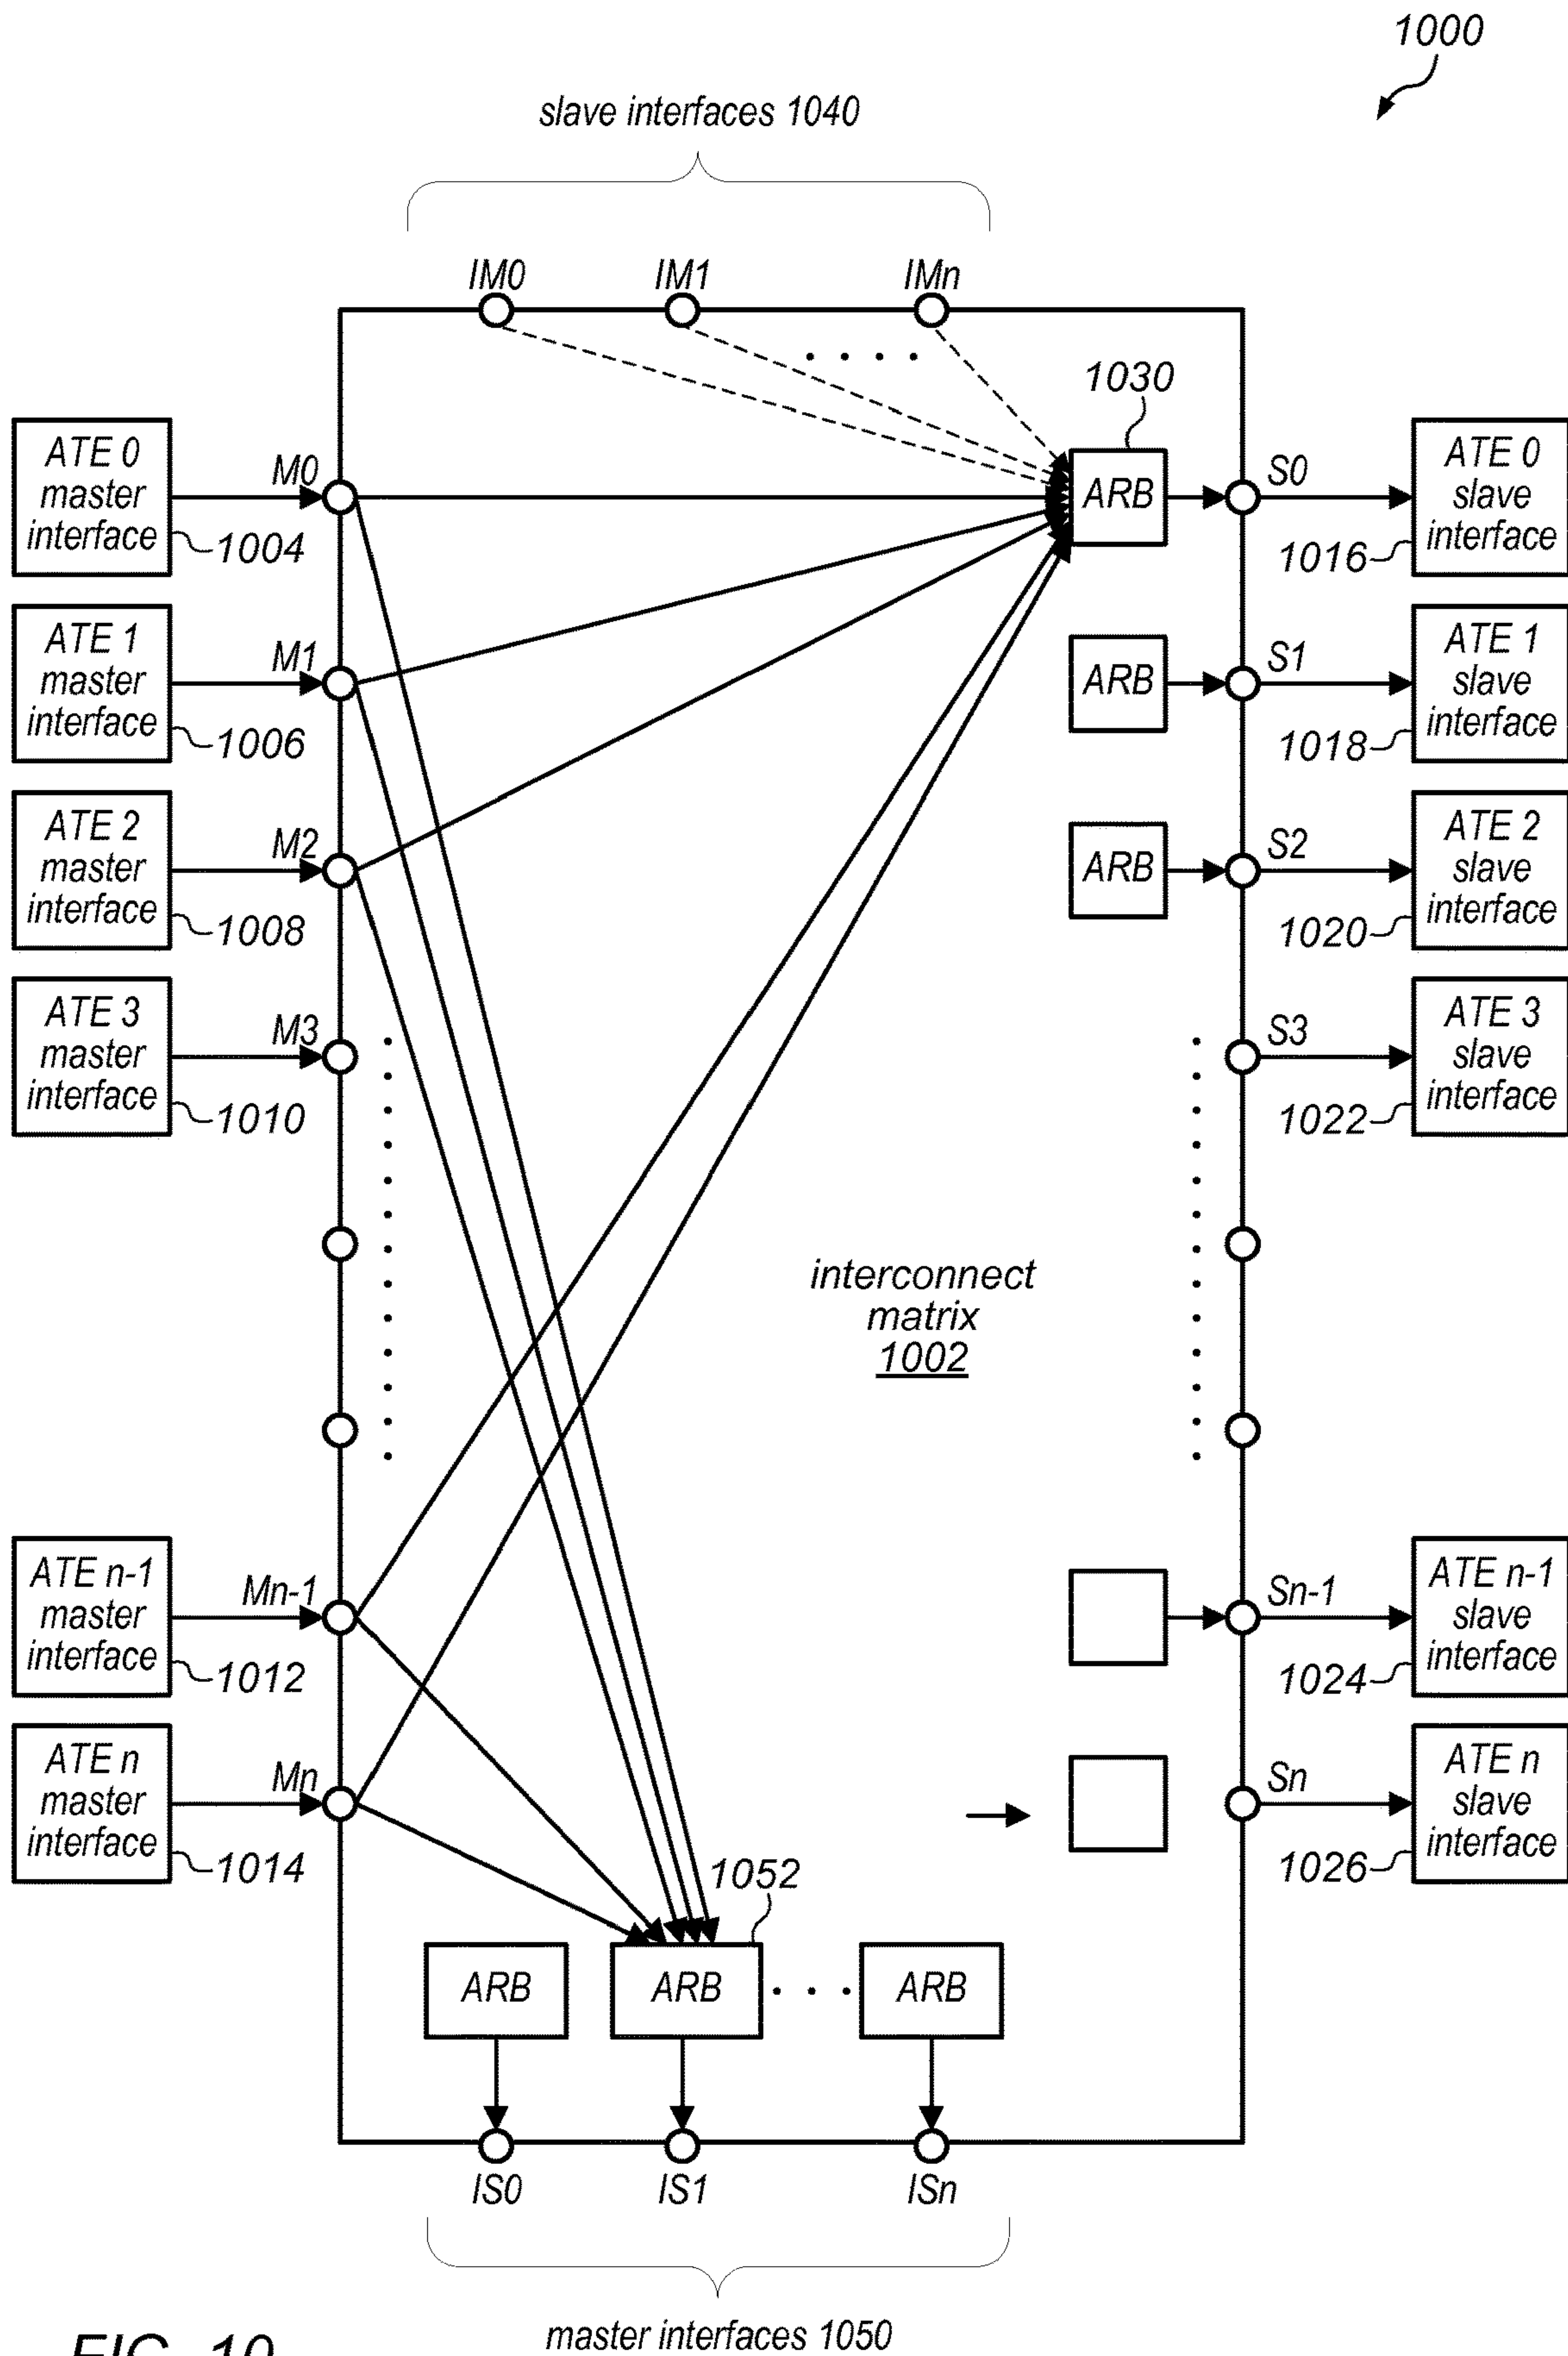 1000
slave interfaces 1040
IM0 IM1 IMn
1030
ATE 0
master
interface
1004
M0
ARB
S0
ATE 0
slave
interface
1016
ATE 1
master
interface
1006
M1
ARB
S1
ATE 1
slave
interface
1018
ATE 2
master
interface
1008
M2
ARB
S2
ATE 2
slave
interface
1020
ATE 3
master
interface
1010
M3
S3
ATE 3
slave
interface
1022
interconnect
matrix
1002
ATE n-1
master
interface
1012
Mn-1
Sn-1
ATE n-1
slave
interface
1024
ATE n
master
interface
1014
Mn
Sn
ATE n
slave
interface
1026
1052
ARB ARB ARB
IS0 IS1 ISn
master interfaces 1050
FIG. 10